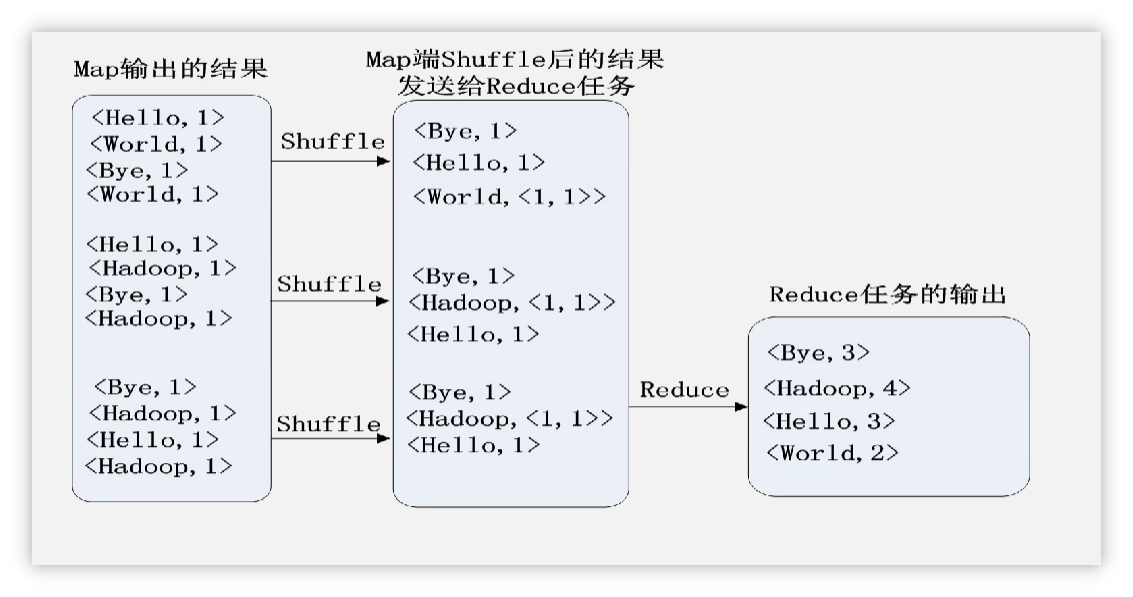 Map输出的结果
<Hello, 1>
<World, 1>
<Bye, 1>
<World, 1>
<Hello, 1>
<Hadoop, 1>
<Bye, 1>
<Hadoop, 1>
<Bye, 1>
<Hadoop, 1>
<Hello, 1>
<Hadoop, 1>
Shuffle
Shuffle
Shuffle
Map端Shuffle后的结果
发送给Reduce任务
<Bye, 1>
<Hello, 1>
<World, <1, 1>>
<Bye, 1>
<Hadoop, <1, 1>>
<Hello, 1>
<Bye, 1>
<Hadoop, <1, 1>>
<Hello, 1>
Reduce
Reduce任务的输出
<Bye, 3>
<Hadoop, 4>
<Hello, 3>
<World, 2>